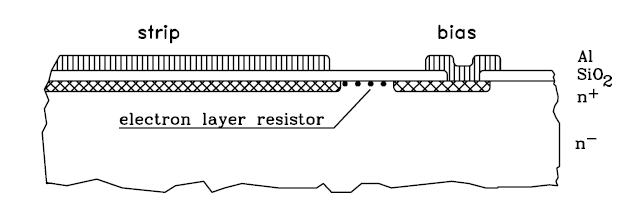 strip bias
Al
SiO₂
n⁺
electron layer resistor
n⁻